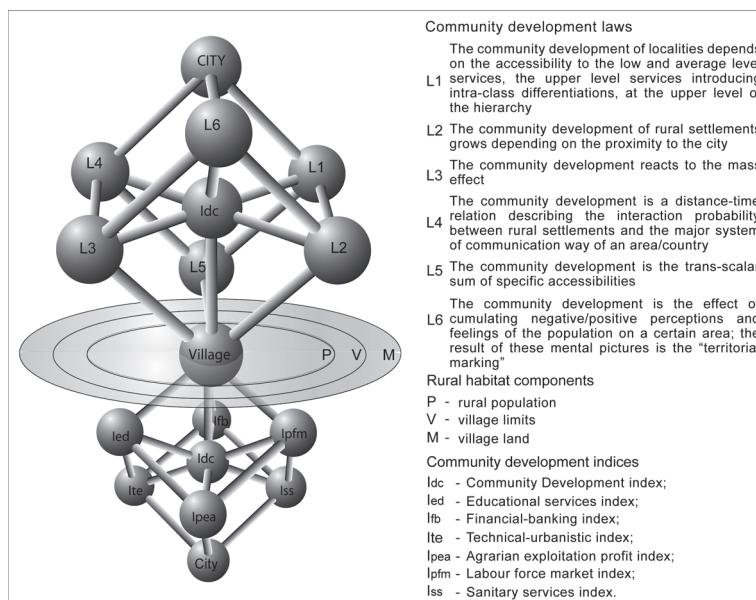 CITY
L6
L4
L1
Idc
L3
L2
L5
Village
P
V
M
Ifb
Ied
Ipfm
Idc
Ite
Iss
Ipea
City
Community development laws
L1 The community development of localities depends
on the accessibility to the low and average level
services, the upper level services introducing
intra-class differentiations, at the upper level of
the hierarchy
L2 The community development of rural settlements
grows depending on the proximity to the city
L3 The community development reacts to the mass
effect
L4 The community development is a distance-time
relation describing the interaction probability
between rural settlements and the major system
of communication way of an area/country
L5 The community development is the trans-scalar
sum of specific accessibilities
L6 The community development is the effect of
cumulating negative/positive perceptions and
feelings of the population on a certain area; the
result of these mental pictures is the “territorial
marking”
Rural habitat components
P - rural population
V - village limits
M - village land
Community development indices
Idc - Community Development index;
Ied - Educational services index;
Ifb - Financial-banking index;
Ite - Technical-urbanistic index;
Ipea - Agrarian exploitation profit index;
Ipfm - Labour force market index;
Iss - Sanitary services index.